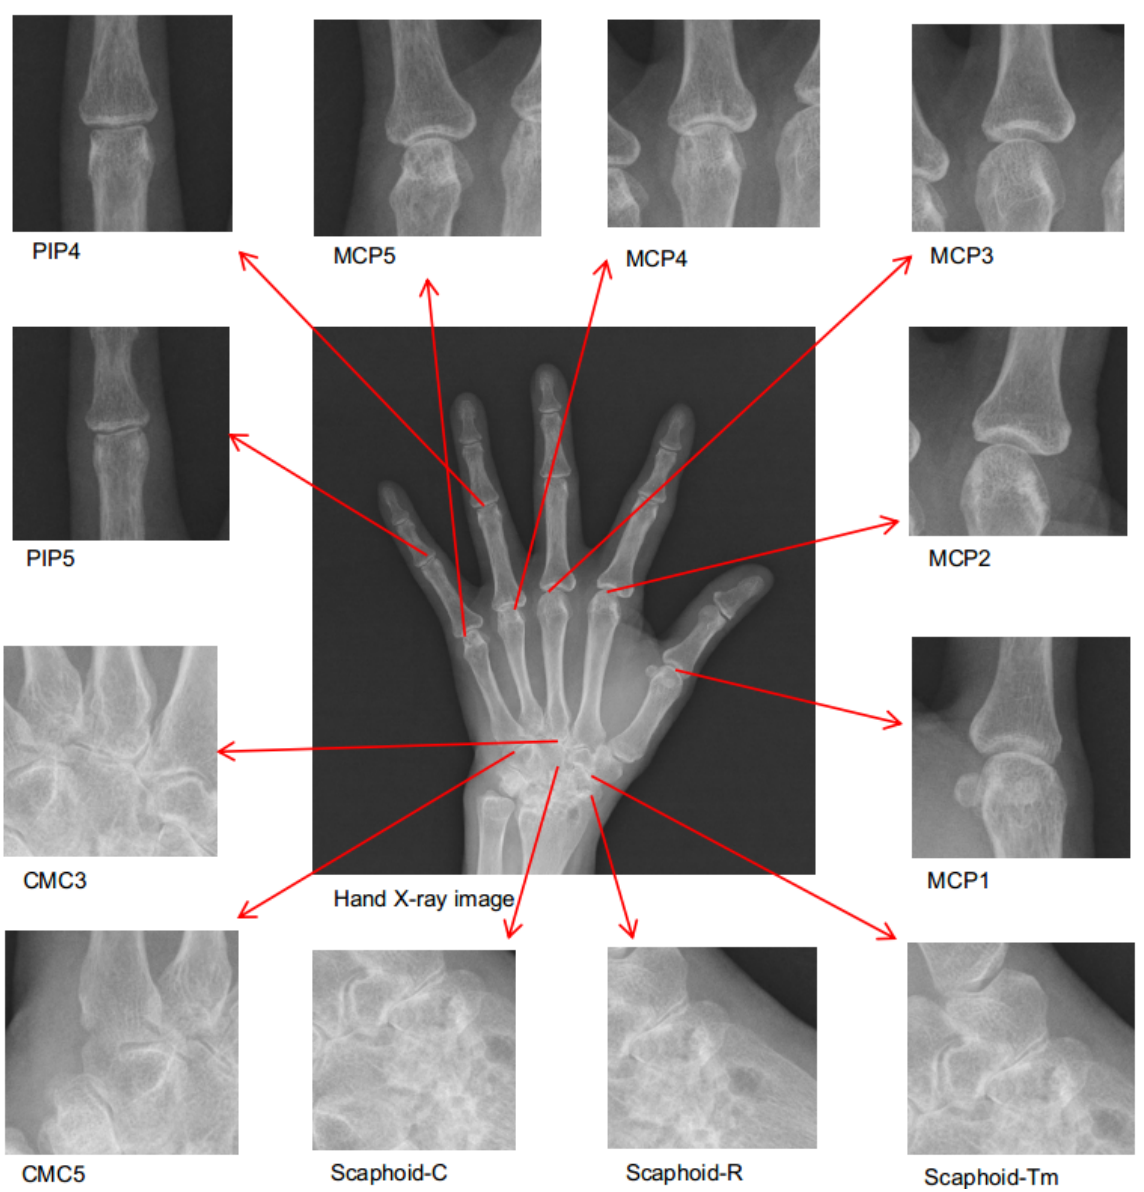 PIP4
MCP5
MCP4
MCP3
PIP5
MCP2
CMC3
MCP1
Hand X-ray image
CMC5
Scaphoid-C
Scaphoid-R
Scaphoid-Tm